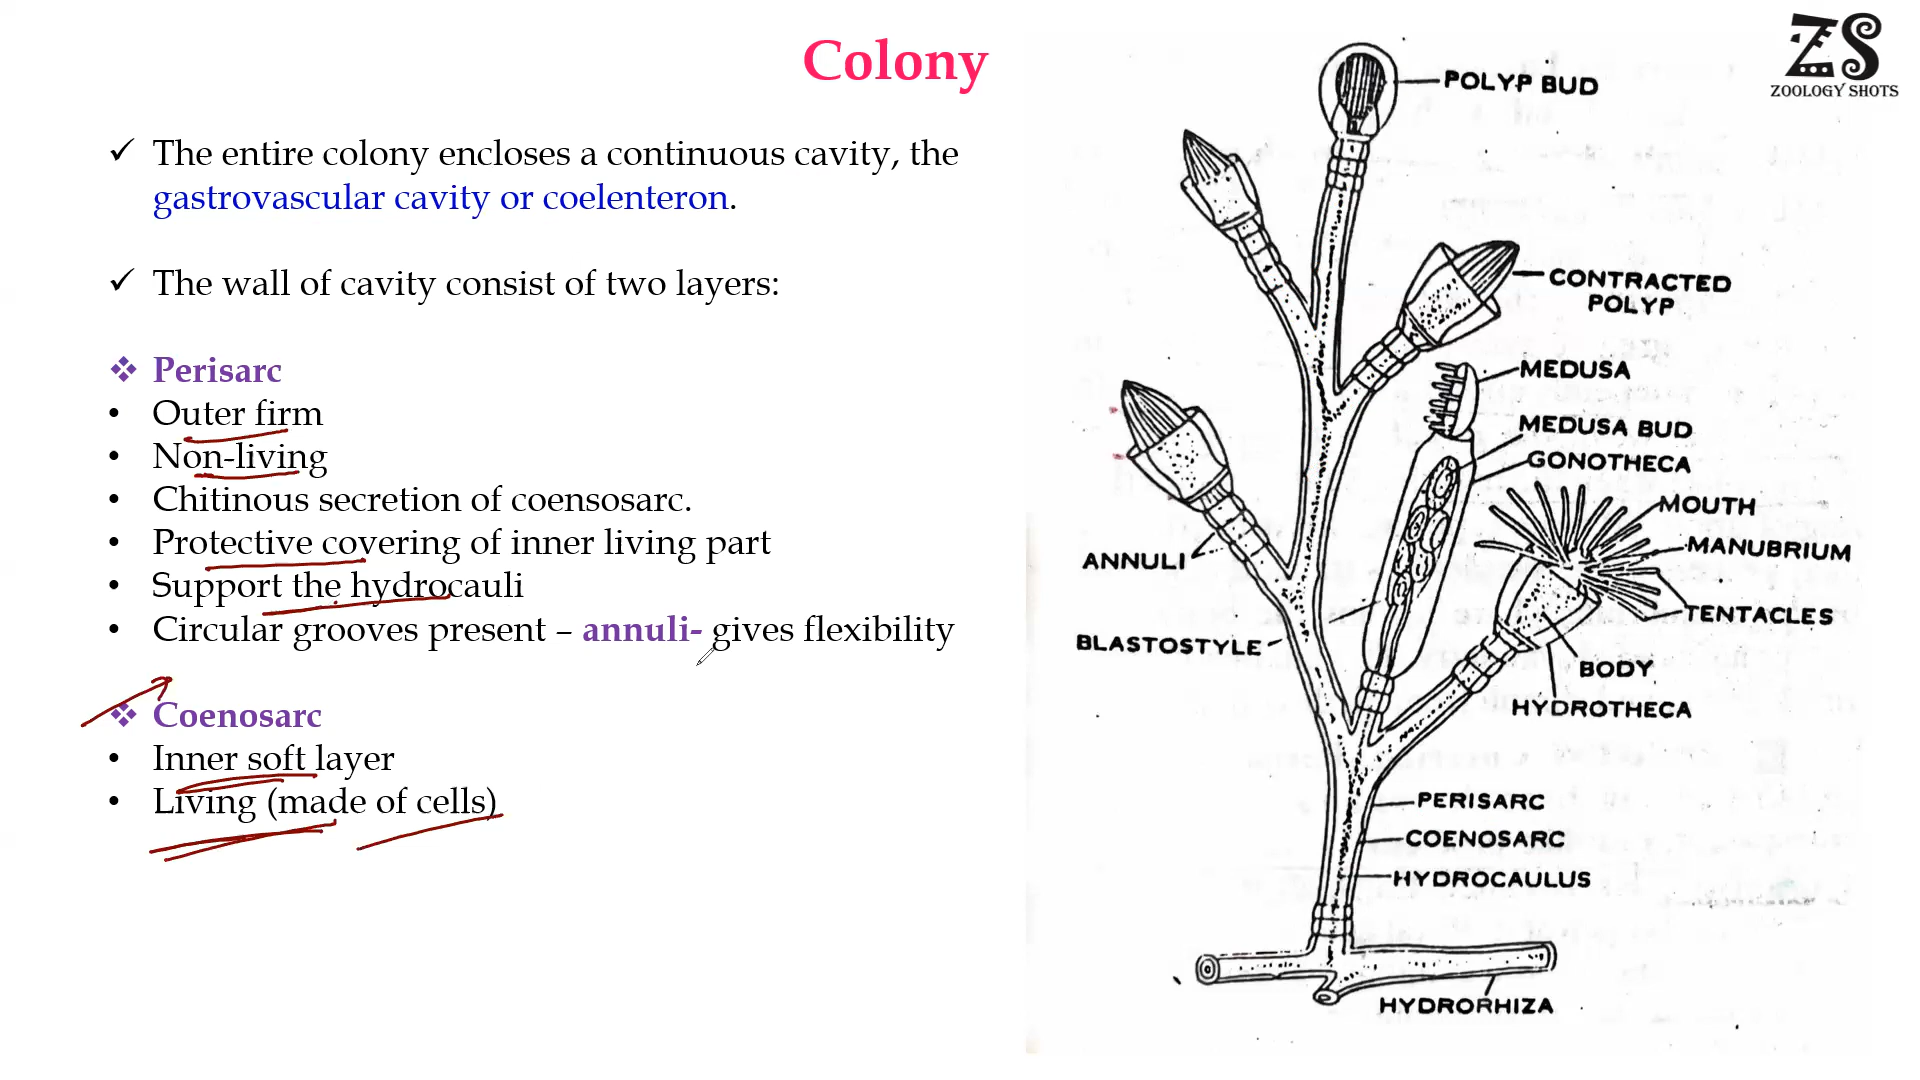 Colony
ZS
ZOOLOGY SHOTS
✓ The entire colony encloses a continuous cavity, the
gastrovascular cavity or coelenteron.
✓ The wall of cavity consist of two layers:
❖ Perisarc
• Outer firm
• Non-living
• Chitinous secretion of coensosarc.
• Protective covering of inner living part
• Support the hydrocauli
• Circular grooves present – annuli- gives flexibility
❖ Coenosarc
• Inner soft layer
• Living (made of cells)
POLYP BUD
CONTRACTED
POLYP
MEDUSA
MEDUSA BUD
GONOTHECA
MOUTH
MANUBRIUM
ANNULI
TENTACLES
BLASTOSTYLE
BODY
HYDROTHECA
PERISARC
COENOSARC
HYDROCAULUS
HYDRORHIZA